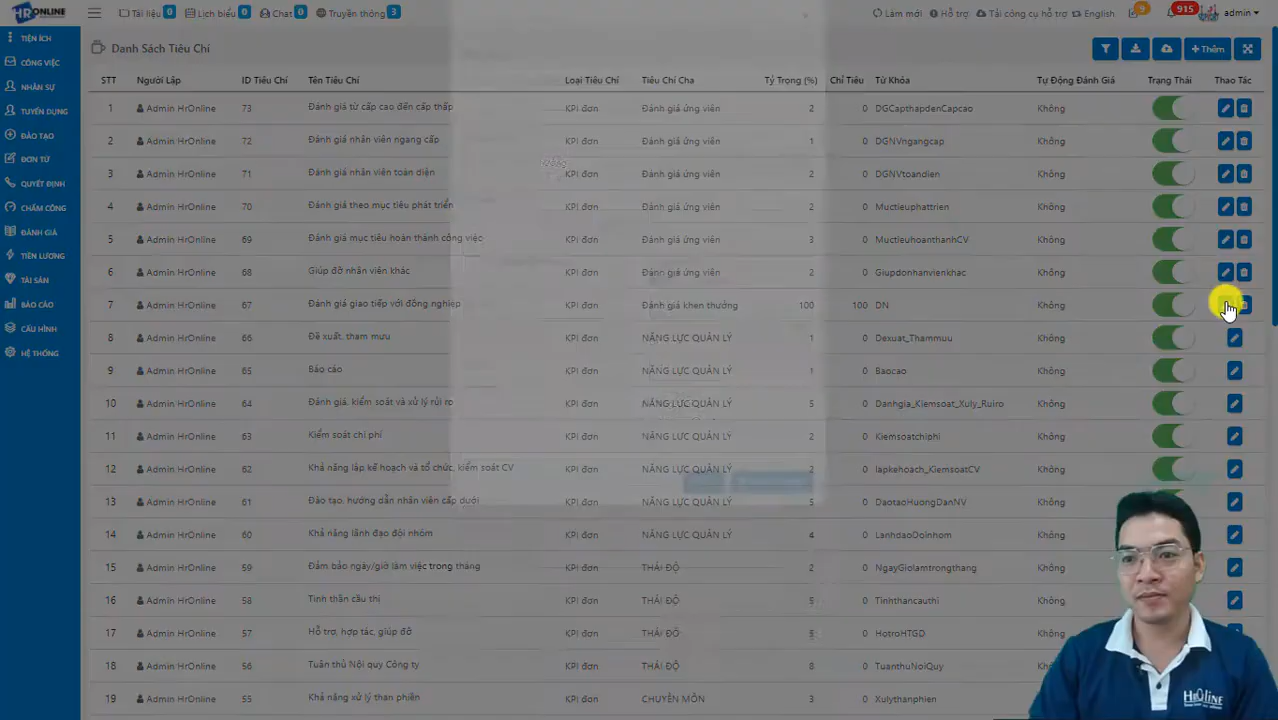 HRONLINE
Tài liệu 0 Lịch biểu 0 Chat 0 Truyền thông 3 Làm mới Hỗ trợ Tải công cụ hỗ trợ English 9 915 admin
TIỆN ÍCH
CÔNG VIỆC
NHÂN SỰ
TUYỂN DỤNG
ĐÀO TẠO
ĐƠN TỪ
QUYẾT ĐỊNH
CHẤM CÔNG
ĐÁNH GIÁ
TIỀN LƯƠNG
TÀI SẢN
BÁO CÁO
CẤU HÌNH
HỆ THỐNG
Danh Sách Tiêu Chí
+ Thêm
STT Người Lập ID Tiêu Chí Tên Tiêu Chí Loại Tiêu Chí Tiêu Chí Cha Tỷ Trọng (%) Chỉ Tiêu Từ Khóa Tự Động Đánh Giá Trạng Thái Thao Tác
1 Admin HrOnline 73 Đánh giá từ cấp cao đến cấp thấp KPI đơn Đánh giá ứng viên 2 0 DGCapthapdenCapcao Không
2 Admin HrOnline 72 Đánh giá nhân viên ngang cấp KPI đơn Đánh giá ứng viên 1 0 DGNVngangcap Không
3 Admin HrOnline 71 Đánh giá nhân viên toàn diện KPI đơn Đánh giá ứng viên 2 0 DGNVtoandien Không
4 Admin HrOnline 70 Đánh giá theo mục tiêu phát triển KPI đơn Đánh giá ứng viên 2 0 Muctieuphattrien Không
5 Admin HrOnline 69 Đánh giá mục tiêu hoàn thành công việc KPI đơn Đánh giá ứng viên 3 0 MuctieuhoanthanhCV Không
6 Admin HrOnline 68 Giúp đỡ nhân viên khác KPI đơn Đánh giá ứng viên 2 0 Giupdonhanvienkhac Không
7 Admin HrOnline 67 Đánh giá giao tiếp với đồng nghiệp KPI đơn Đánh giá khen thưởng 100 100 DN Không
8 Admin HrOnline 66 Đề xuất, tham mưu KPI đơn NĂNG LỰC QUẢN LÝ 1 0 Dexuat_Thammuu Không
9 Admin HrOnline 65 Báo cáo KPI đơn NĂNG LỰC QUẢN LÝ 1 0 Baocao Không
10 Admin HrOnline 64 Đánh giá, kiểm soát và xử lý rủi ro KPI đơn NĂNG LỰC QUẢN LÝ 5 0 Danhgia_Kiemsoat_Xuly_Ruiro Không
11 Admin HrOnline 63 Kiểm soát chi phí KPI đơn NĂNG LỰC QUẢN LÝ 2 0 Kiemsoatchiphi Không
12 Admin HrOnline 62 Khả năng lập kế hoạch và tổ chức, kiểm soát CV KPI đơn NĂNG LỰC QUẢN LÝ 2 0 lapkehoach_KiemsoatCV Không
13 Admin HrOnline 61 Đào tạo, hướng dẫn nhân viên cấp dưới KPI đơn NĂNG LỰC QUẢN LÝ 5 0 DaotaoHuongDanNV Không
14 Admin HrOnline 60 Khả năng lãnh đạo đội nhóm KPI đơn NĂNG LỰC QUẢN LÝ 4 0 LanhdaoDoinhom Không
15 Admin HrOnline 59 Đảm bảo ngày/giờ làm việc trong tháng KPI đơn THÁI ĐỘ 2 0 NgayGiolamtrongthang Không
16 Admin HrOnline 58 Tinh thần cầu thị KPI đơn THÁI ĐỘ 5 0 Tinhthancauthi Không
17 Admin HrOnline 57 Hỗ trợ, hợp tác, giúp đỡ KPI đơn THÁI ĐỘ 5 0 HotroHTGD Không
18 Admin HrOnline 56 Tuân thủ Nội quy Công ty KPI đơn THÁI ĐỘ 8 0 TuanthuNoiQuy Không
19 Admin HrOnline 55 Khả năng xử lý than phiền KPI đơn CHUYÊN MÔN 3 0 Xulythanphien
HrOnline